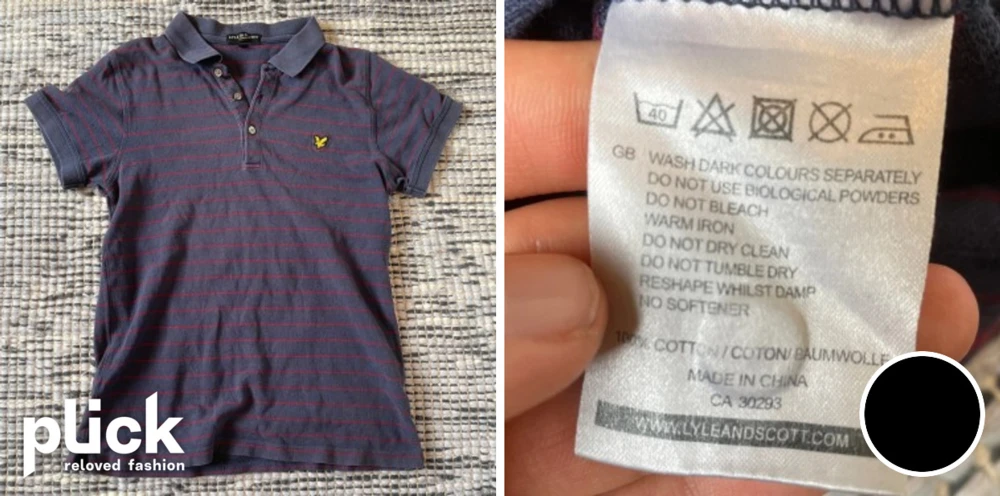 plick
reloved fashion
40
GB WASH DARK COLOURS SEPARATELY
DO NOT USE BIOLOGICAL POWDERS
DO NOT BLEACH
WARM IRON
DO NOT DRY CLEAN
DO NOT TUMBLE DRY
RESHAPE WHILST DAMP
NO SOFTENER
100% COTTON / COTON/ BAUMWOLLE
MADE IN CHINA
CA 30293
WWW.LYLEANDSCOTT.COM